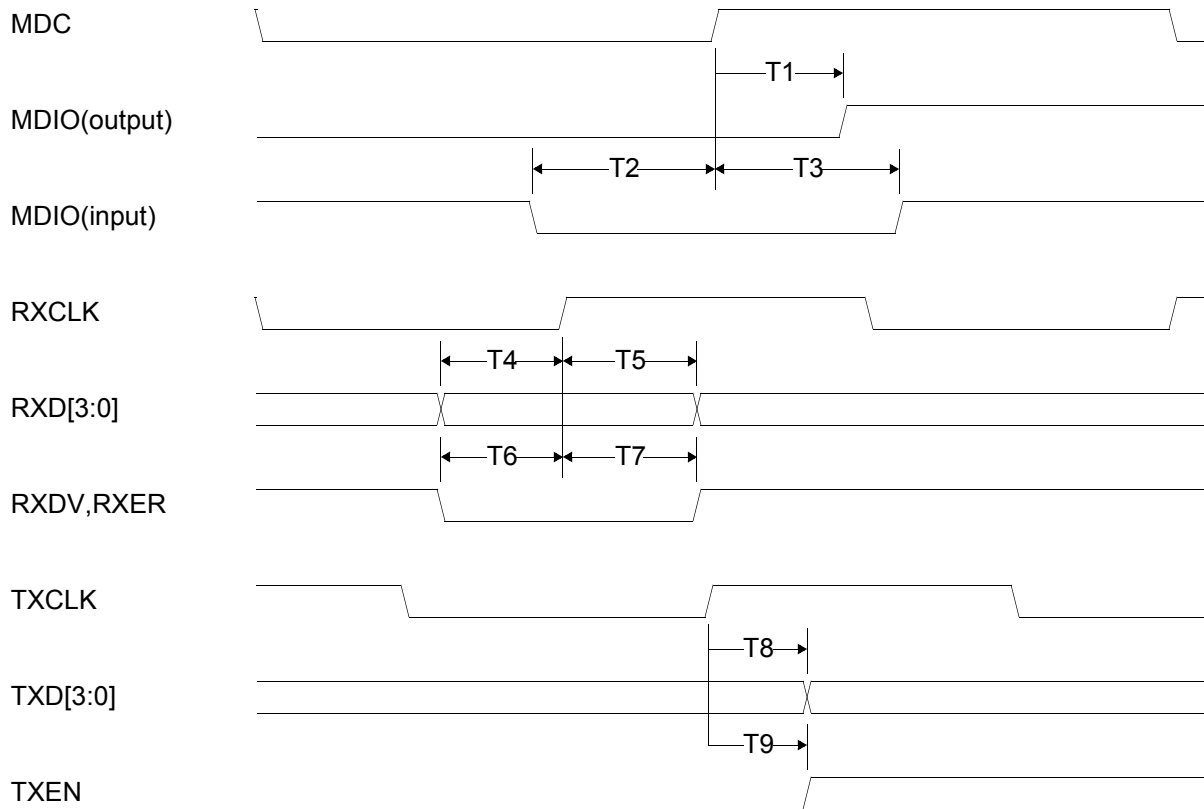 MDC
T1
MDIO(output)
T2 T3
MDIO(input)
RXCLK
T4 T5
RXD[3:0]
T6 T7
RXDV,RXER
TXCLK
T8
TXD[3:0]
T9
TXEN